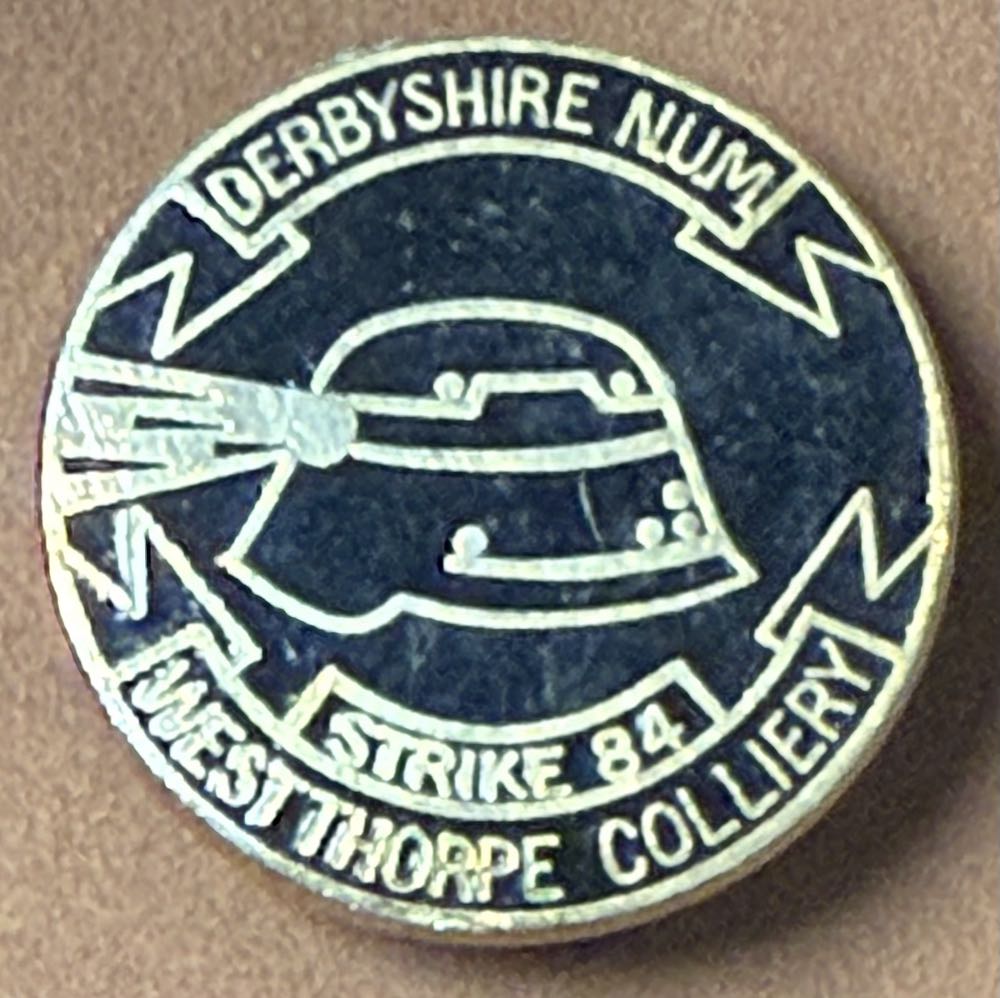 DERBYSHIRE NUM
STRIKE 84
WESTTHORPE COLLIERY